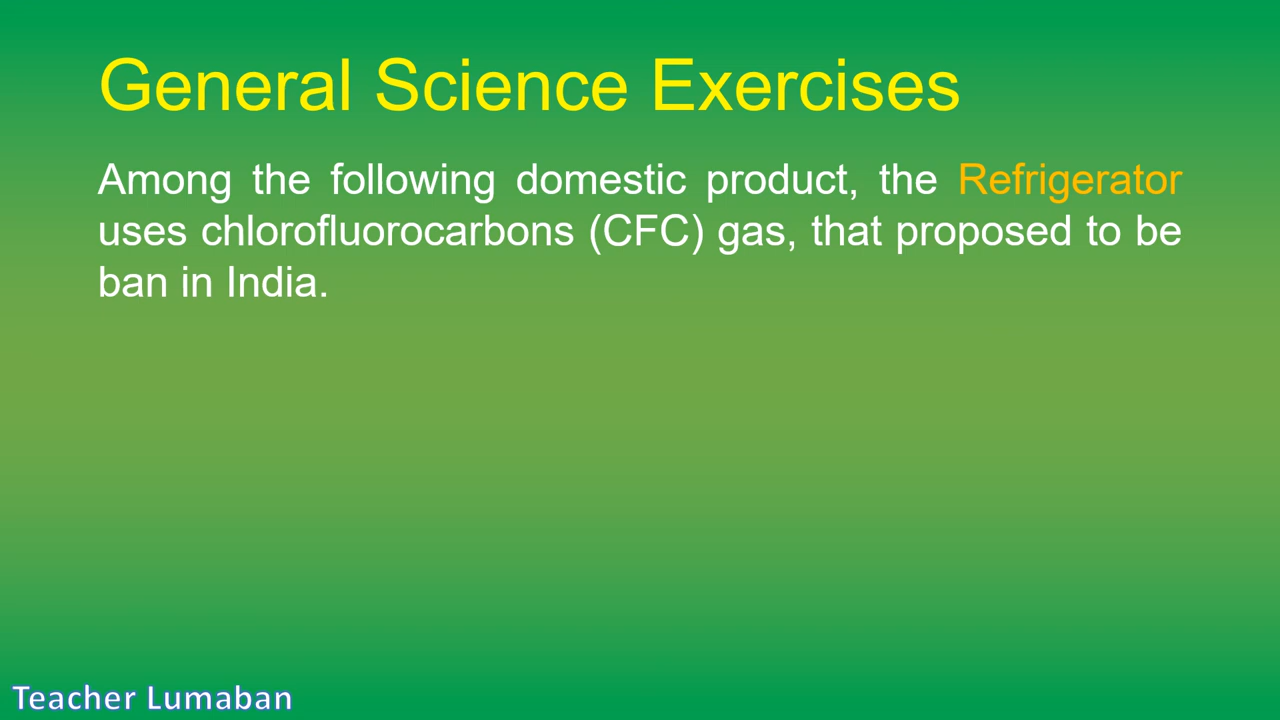 General Science Exercises
Among the following domestic product, the Refrigerator
uses chlorofluorocarbons (CFC) gas, that proposed to be
ban in India.
Teacher Lumaban